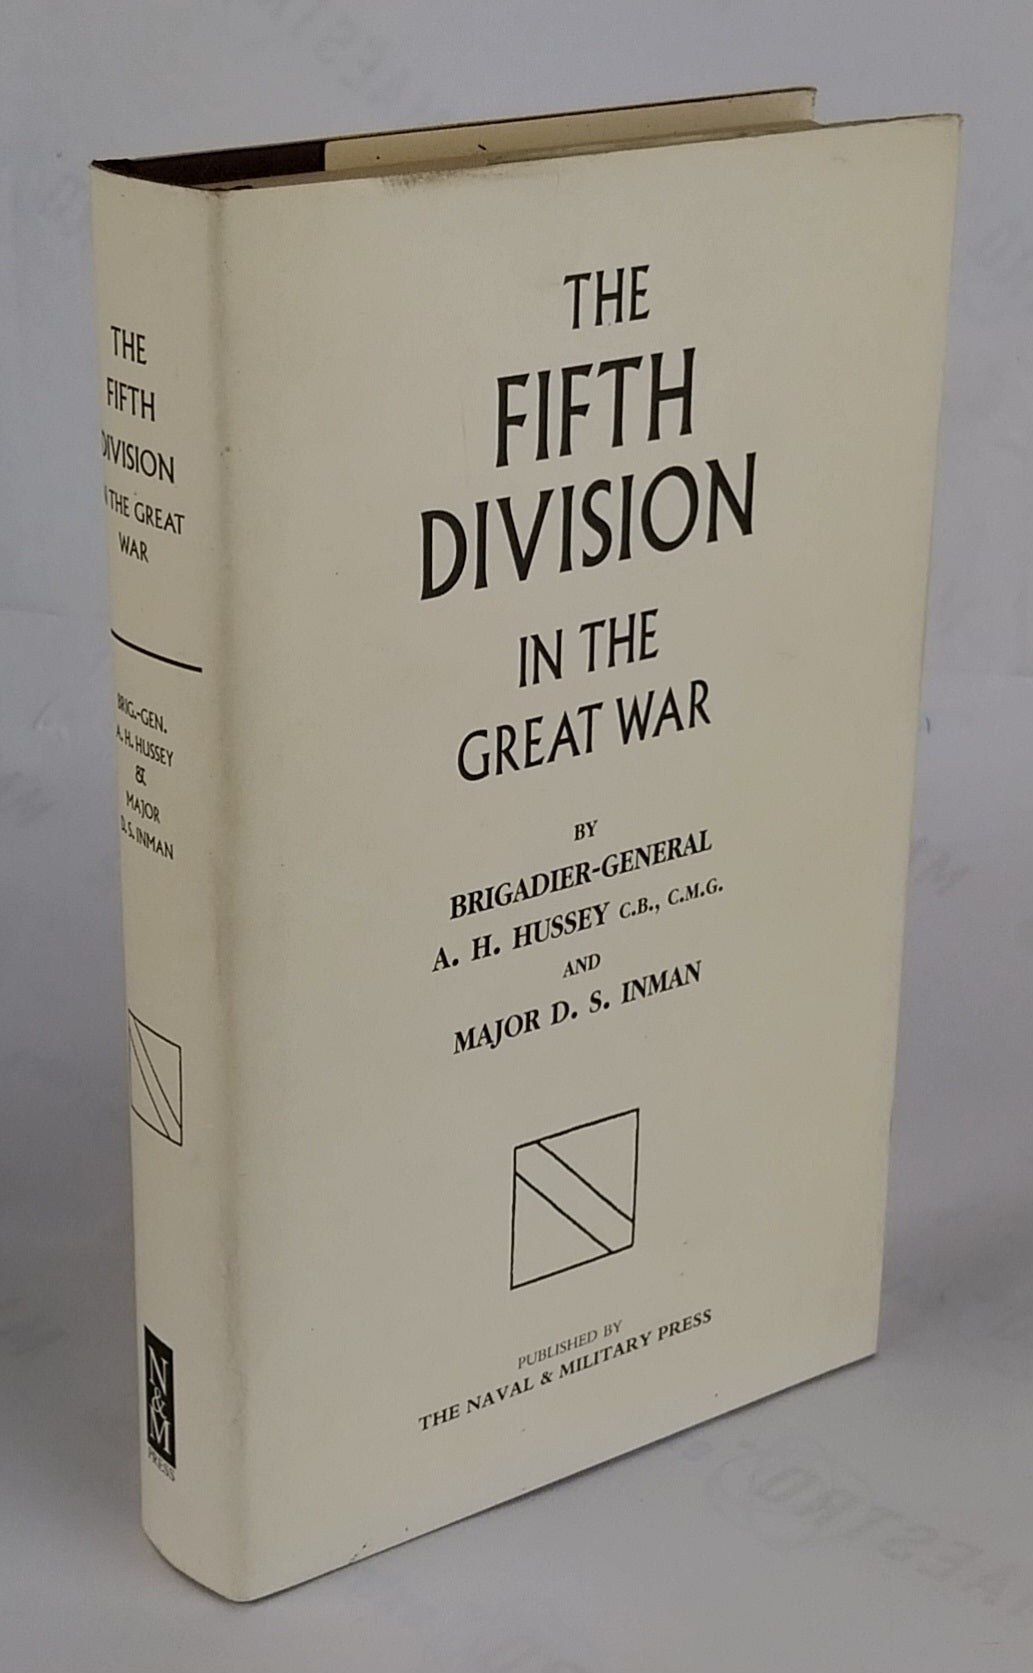 THE
FIFTH
DIVISION
IN THE GREAT
WAR
BRIG.-GEN.
A. H. HUSSEY
&
MAJOR
D. S. INMAN
N
&
M
PRESS
THE
FIFTH
DIVISION
IN THE
GREAT WAR
BY
BRIGADIER-GENERAL
A. H. HUSSEY C.B., C.M.G.
AND
MAJOR D. S. INMAN
PUBLISHED BY
THE NAVAL & MILITARY PRESS